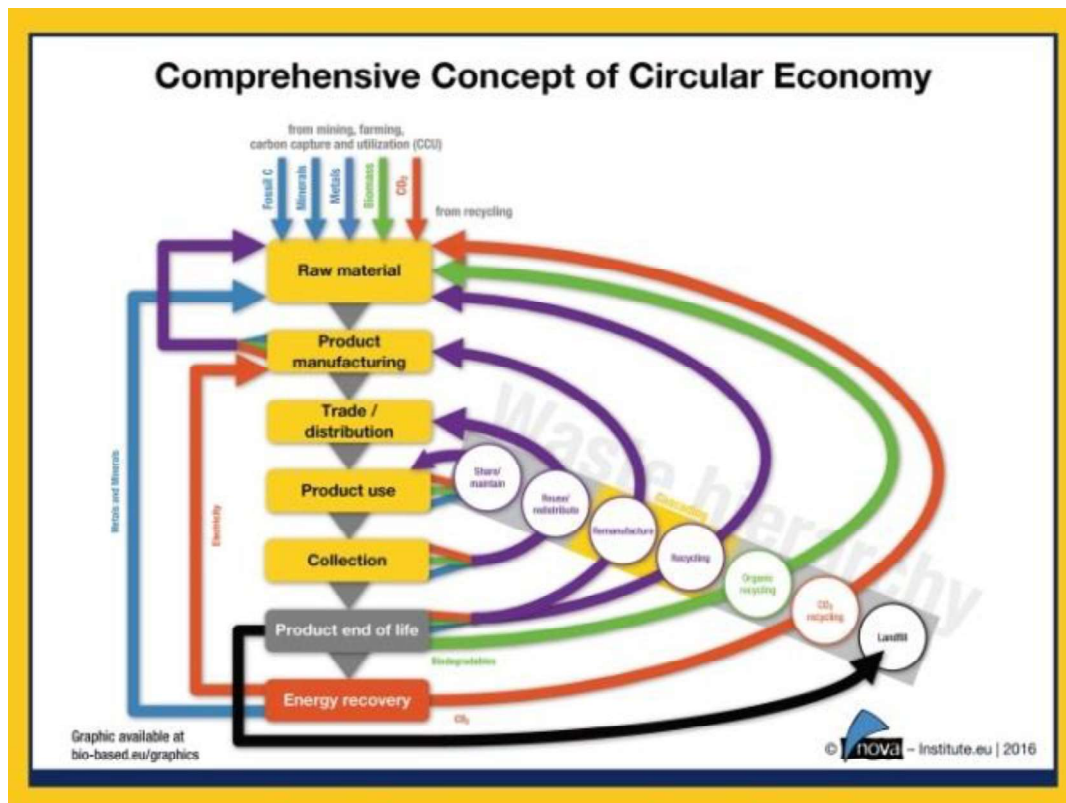 Comprehensive Concept of Circular Economy
from mining, farming,
carbon capture and utilization (CCU)
Fossil C
Minerals
Metals
Biomass
CO₂
from recycling
Raw material
Product
manufacturing
Trade /
distribution
Product use
Collection
Product end of life
Energy recovery
Metals and Minerals
Electricity
Waste hierarchy
Cascading
Share/
maintain
Reuse/
redistribute
Remanufacture
Recycling
Organic
recycling
CO₂
recycling
Landfill
Biodegradables
CO₂
Graphic available at
bio-based.eu/graphics
© nova – Institute.eu | 2016